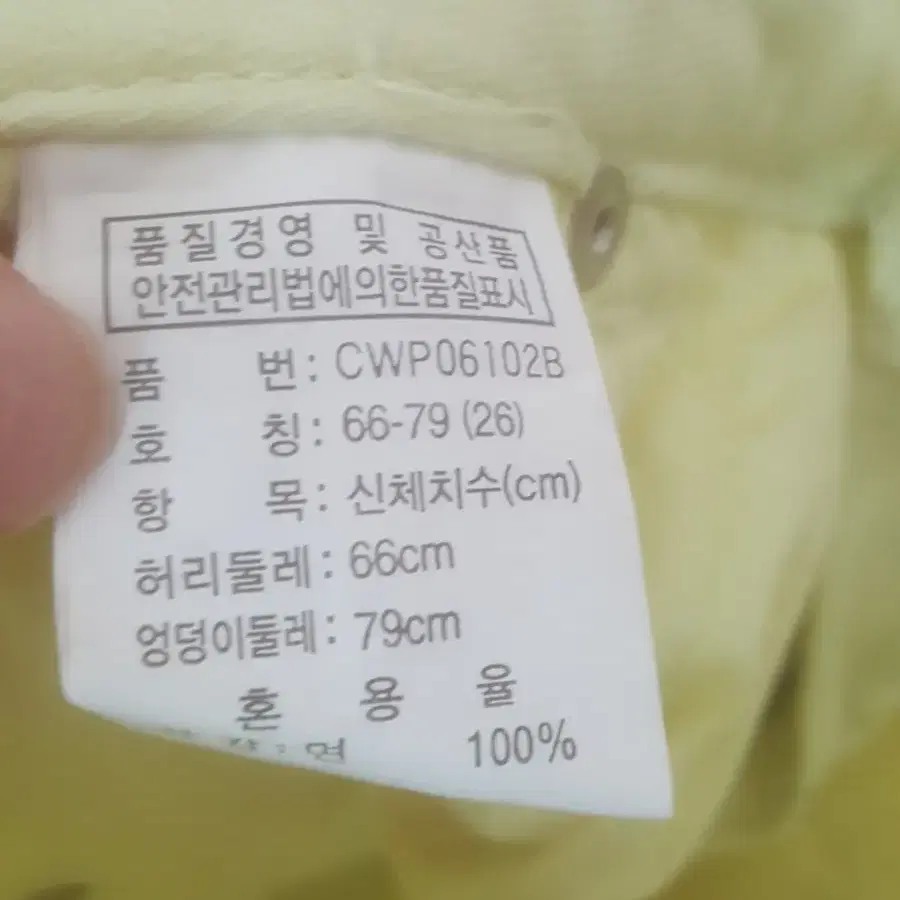 품질경영 및 공산품
안전관리법에의한품질표시
품 번: CWP06102B
호 칭: 66-79 (26)
항 목: 신체치수(cm)
허리둘레: 66cm
엉덩이둘레: 79cm
혼 용 율
: 면 100%